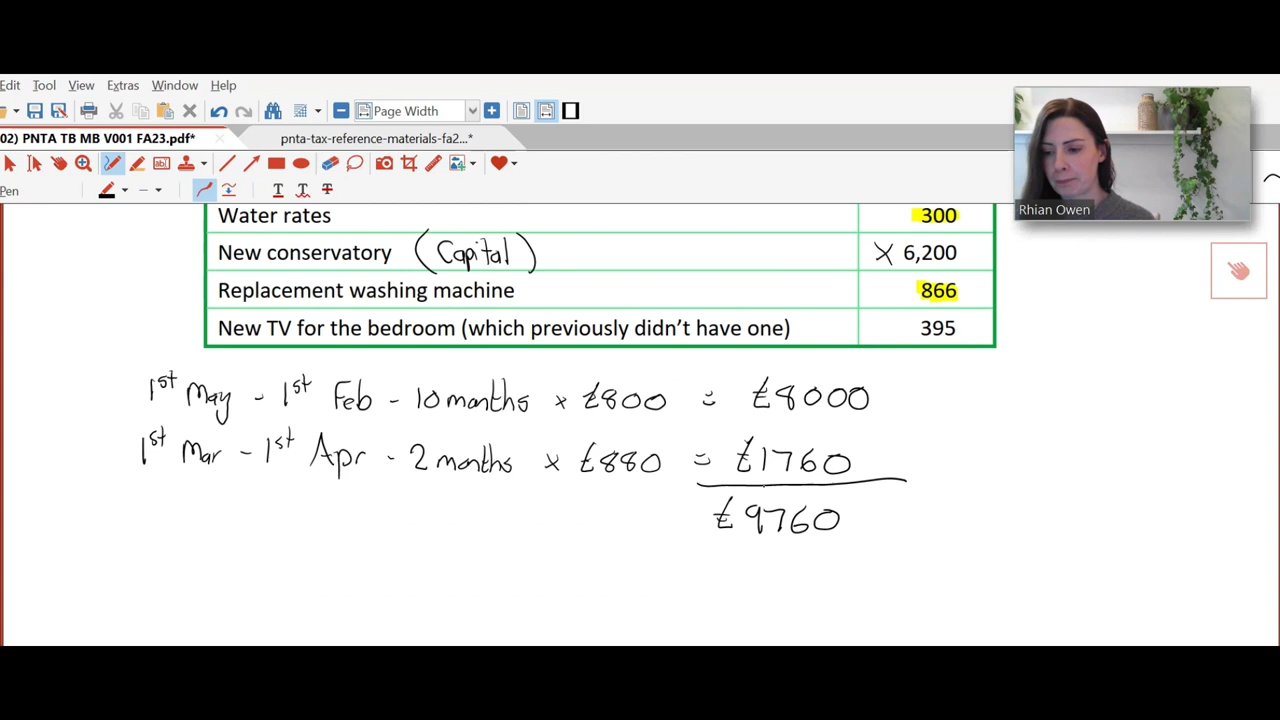 Edit Tool View Extras Window Help
Page Width
02) PNTA TB MB V001 FA23.pdf*
pnta-tax-reference-materials-fa2...*
Pen
T T T
Rhian Owen
Water rates 300
New conservatory (Capital) X 6,200
Replacement washing machine 866
New TV for the bedroom (which previously didn't have one) 395
1st May - 1st Feb - 10 months × £800 = £8000
1st Mar - 1st Apr - 2 months × £880 = £1760
£9760